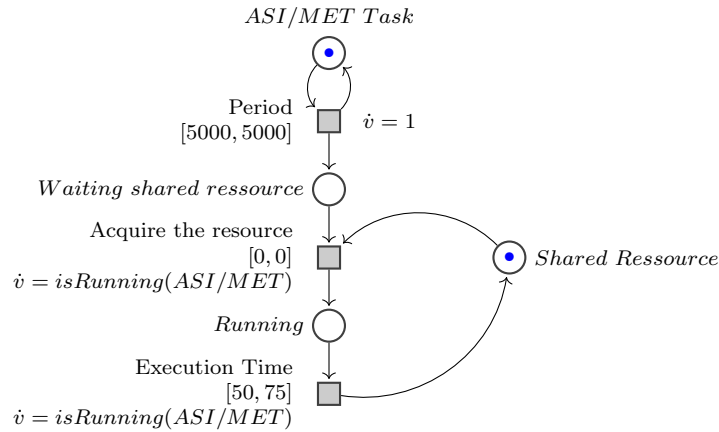 ASI/MET Task
Period
[5000, 5000]
v̇ = 1
Waiting shared ressource
Acquire the resource
[0, 0]
v̇ = isRunning(ASI/MET)
Shared Ressource
Running
Execution Time
[50, 75]
v̇ = isRunning(ASI/MET)